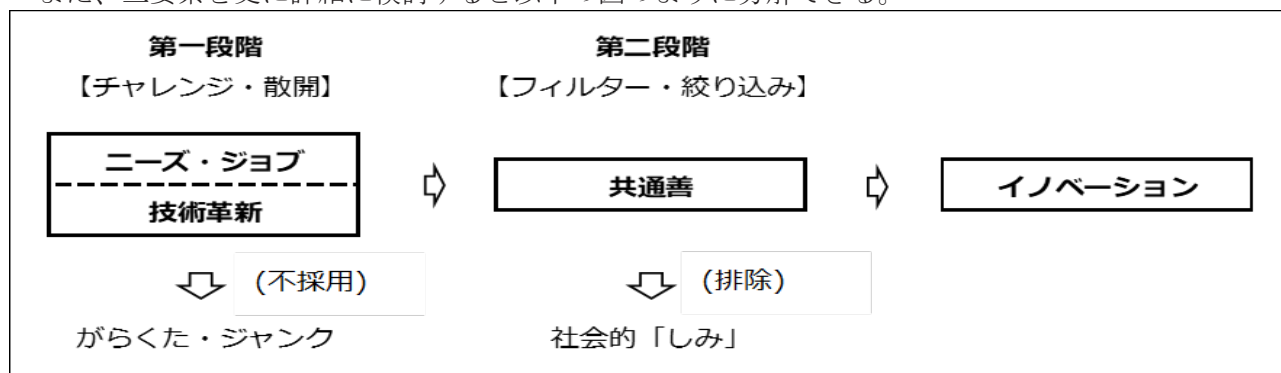 第一段階
【チャレンジ・散開】
第二段階
【フィルター・絞り込み】
ニーズ・ジョブ
技術革新
共通善
イノベーション
(不採用)
(排除)
がらくた・ジャンク
社会的「しみ」